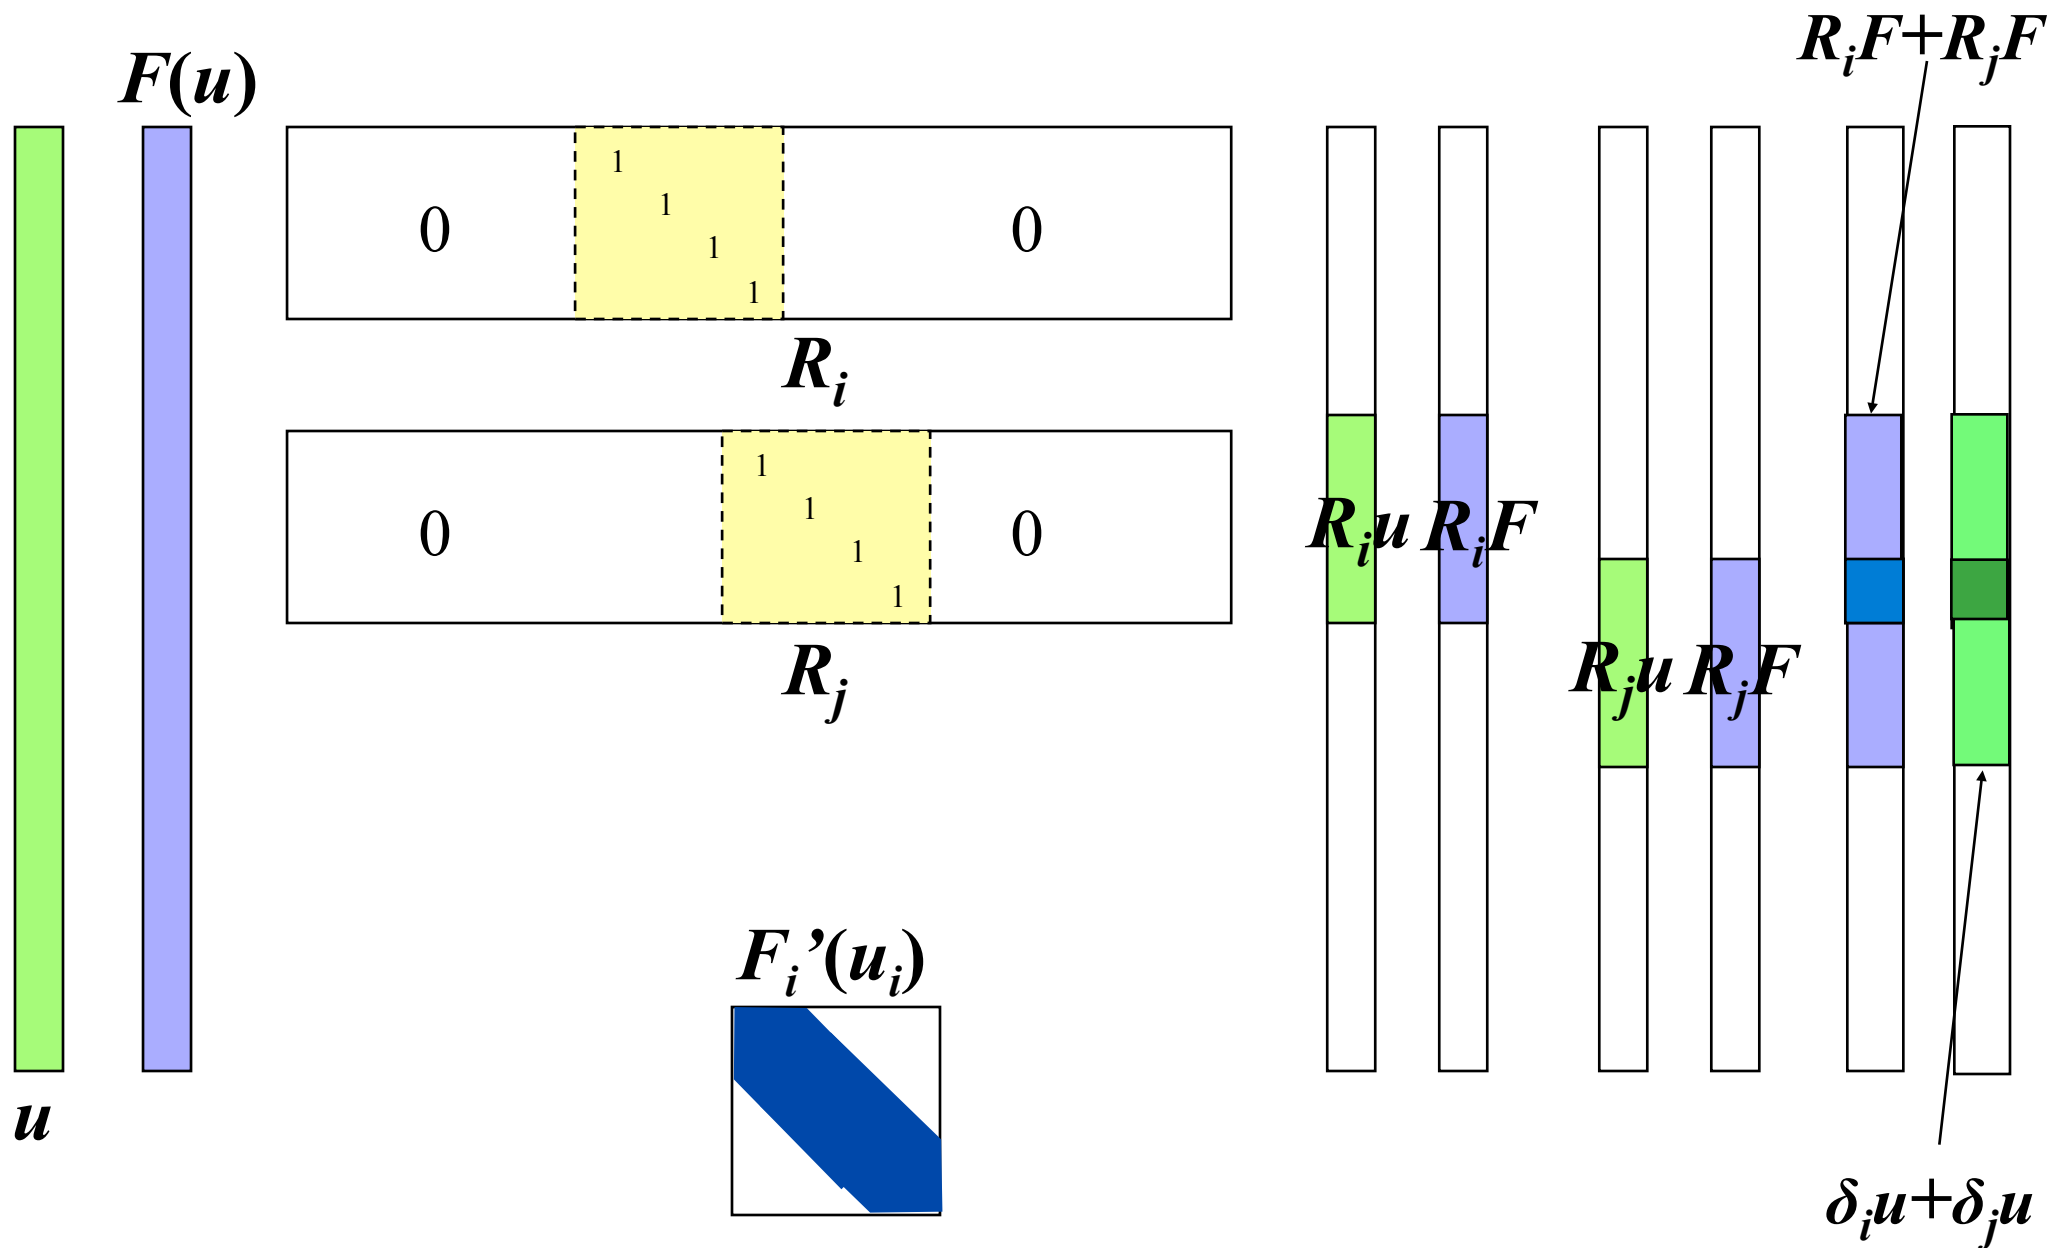 RᵢF+RⱼF
F(u)
1
1
0 0
1
1
Rᵢ
1
1
0 0
1
1
Rᵢu RᵢF
Rⱼ
Rⱼu RⱼF
Fᵢ’(uᵢ)
u
δᵢu+δⱼu